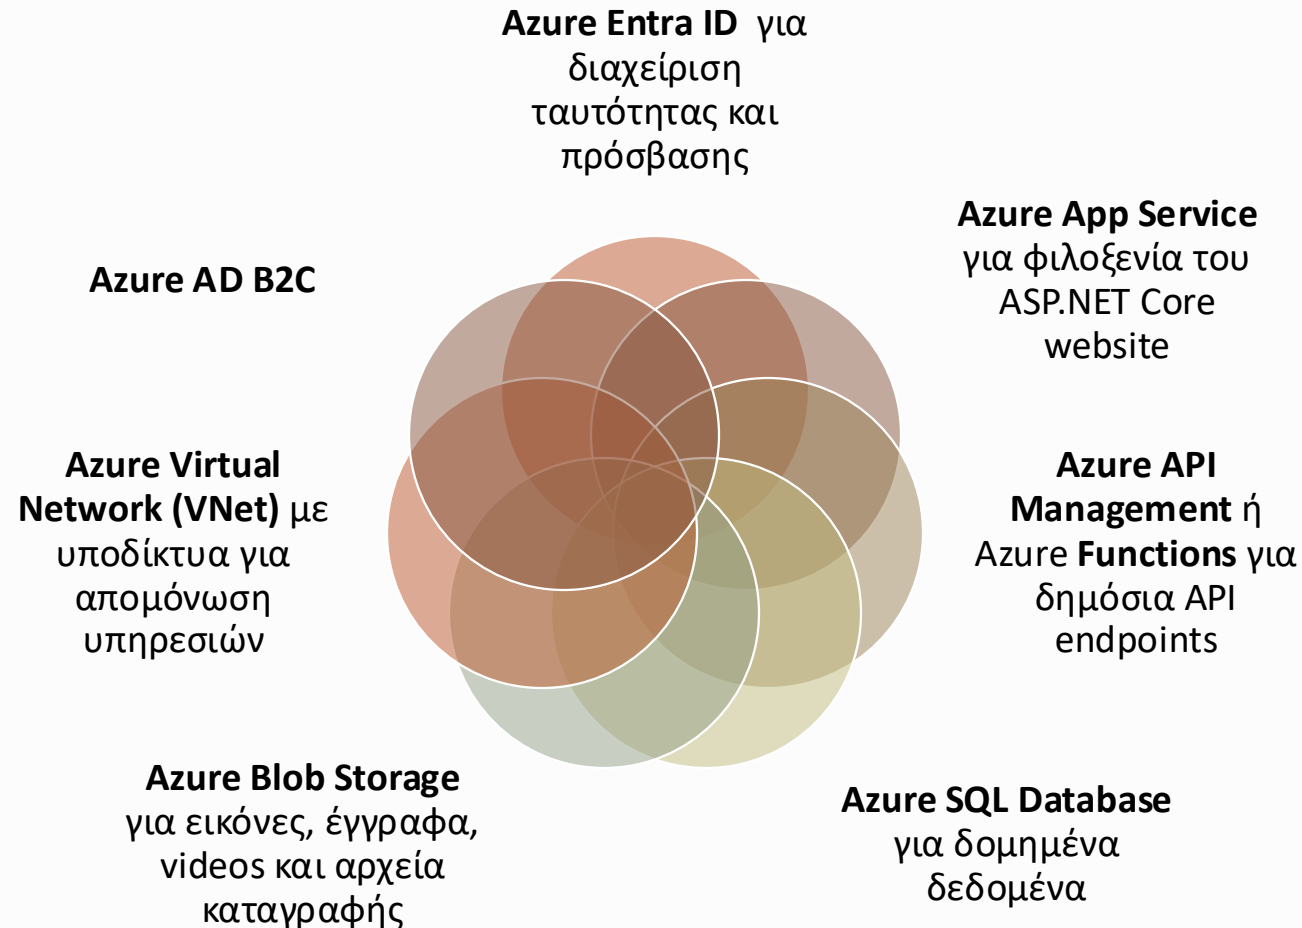 Azure Entra ID για
διαχείριση
ταυτότητας και
πρόσβασης
Azure App Service
για φιλοξενία του
ASP.NET Core
website
Azure API
Management ή
Azure Functions για
δημόσια API
endpoints
Azure SQL Database
για δομημένα
δεδομένα
Azure Blob Storage
για εικόνες, έγγραφα,
videos και αρχεία
καταγραφής
Azure Virtual
Network (VNet) με
υποδίκτυα για
απομόνωση
υπηρεσιών
Azure AD B2C